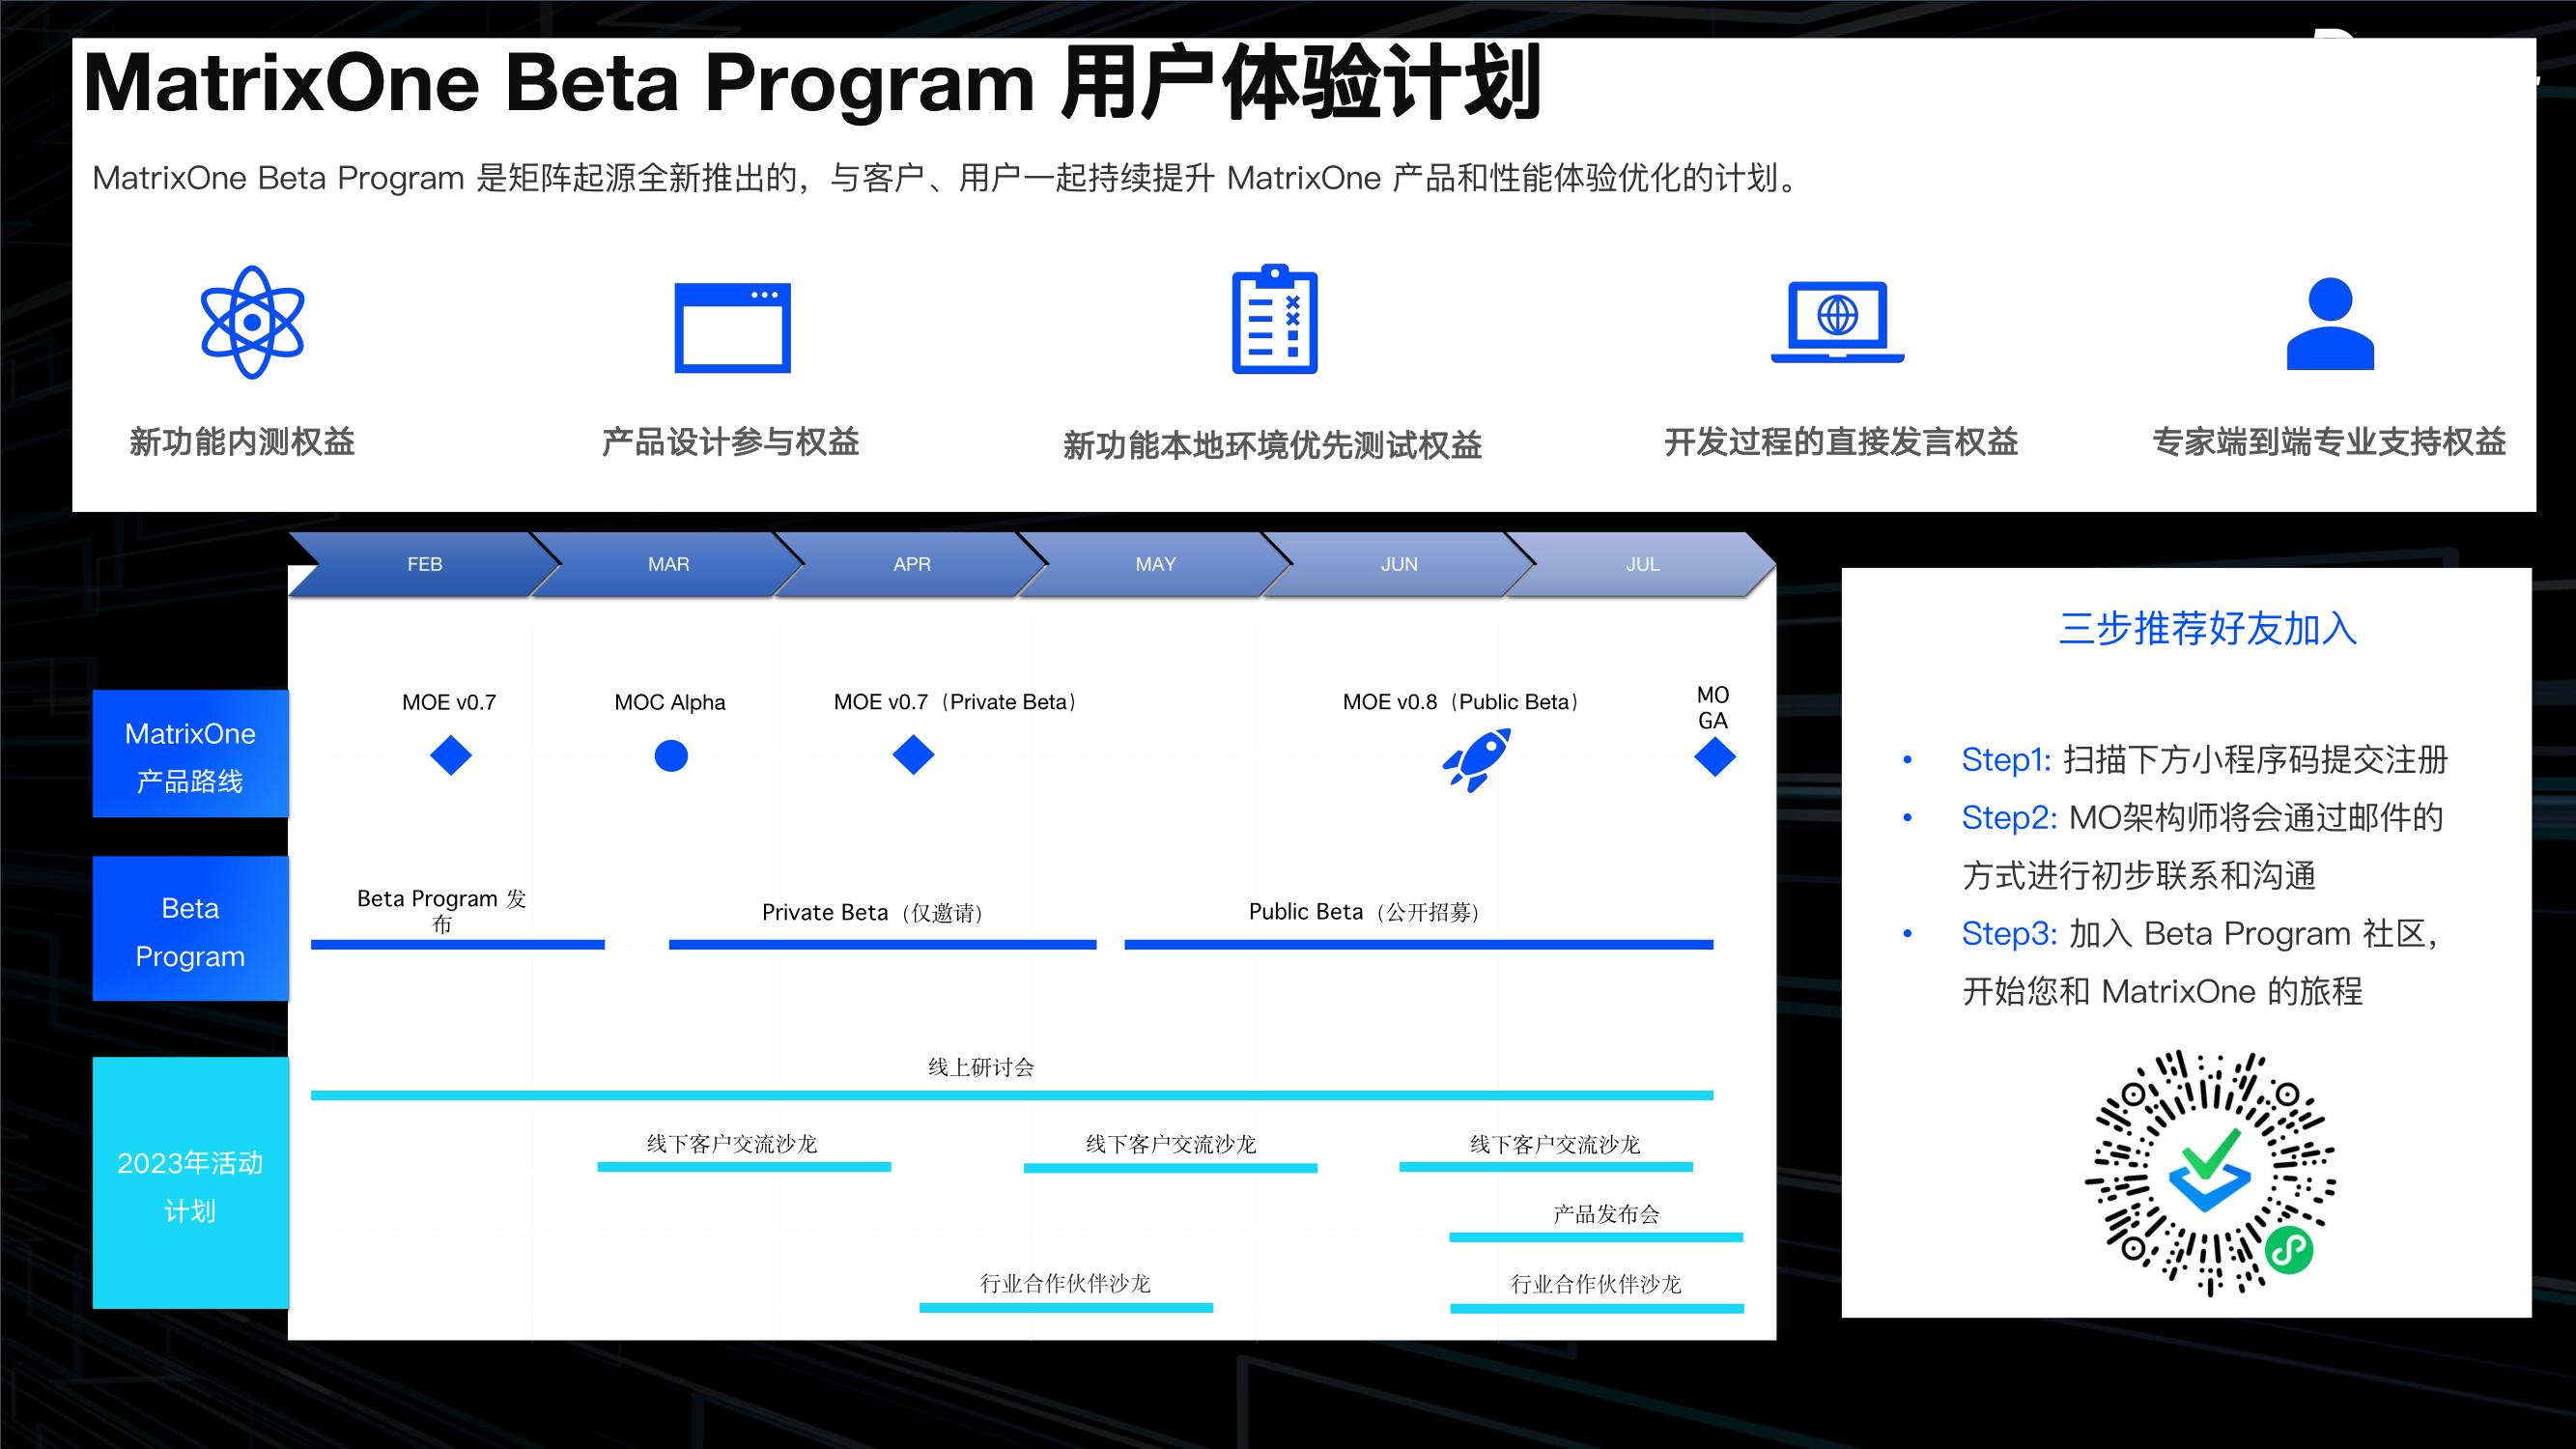 MatrixOne Beta Program 用户体验计划
MatrixOne Beta Program 是矩阵起源全新推出的，与客户、用户一起持续提升 MatrixOne 产品和性能体验优化的计划。
新功能内测权益
产品设计参与权益
新功能本地环境优先测试权益
开发过程的直接发言权益
专家端到端专业支持权益
FEB
MAR
APR
MAY
JUN
JUL
MatrixOne
产品路线
MOE v0.7
MOC Alpha
MOE v0.7（Private Beta）
MOE v0.8（Public Beta）
MO
GA
Beta
Program
Beta Program 发
布
Private Beta（仅邀请）
Public Beta（公开招募）
2023年活动
计划
线上研讨会
线下客户交流沙龙
线下客户交流沙龙
线下客户交流沙龙
产品发布会
行业合作伙伴沙龙
行业合作伙伴沙龙
三步推荐好友加入
• Step1: 扫描下方小程序码提交注册
• Step2: MO架构师将会通过邮件的
方式进行初步联系和沟通
• Step3: 加入 Beta Program 社区，
开始您和 MatrixOne 的旅程